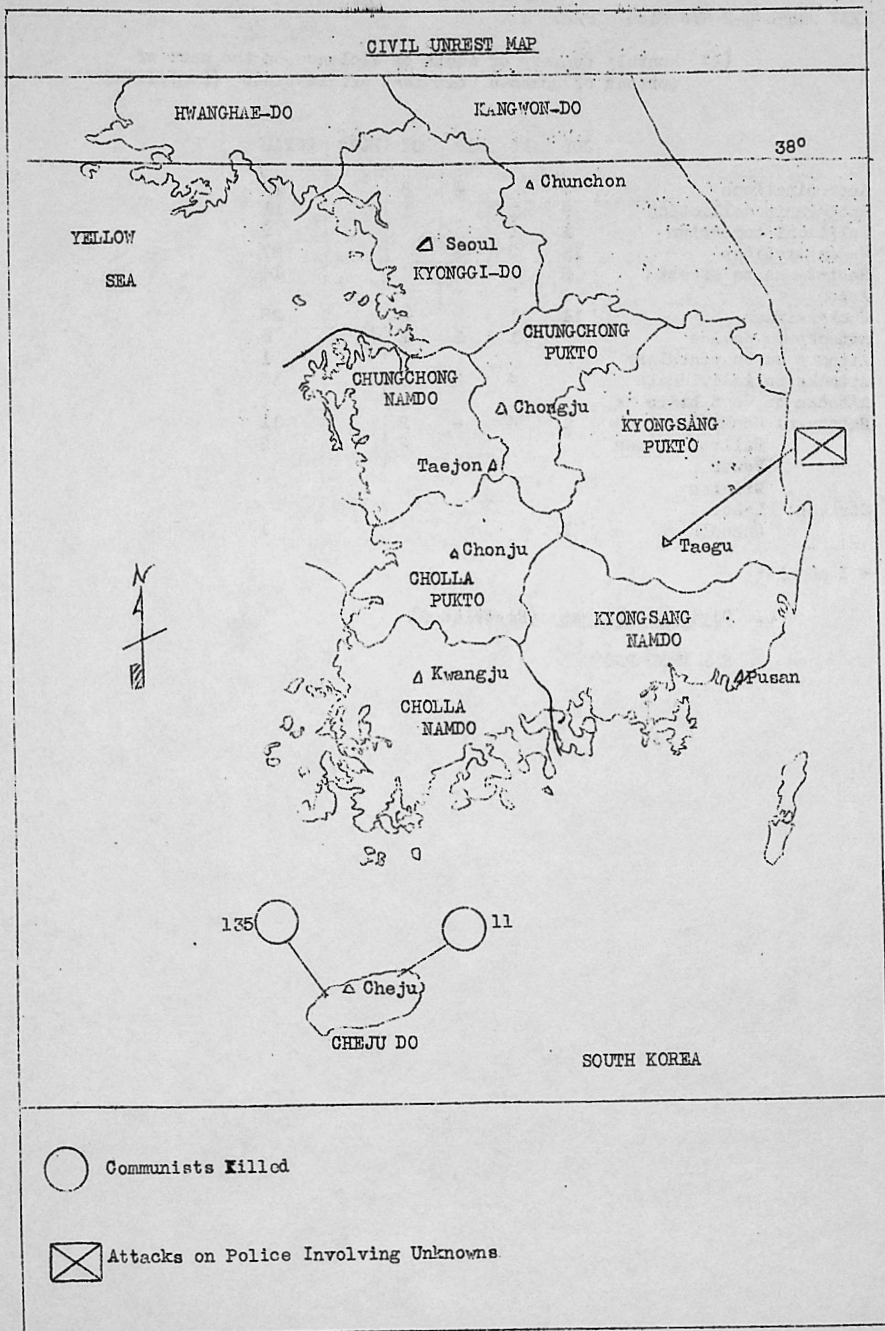 CIVIL UNREST MAP
HWANGHAE-DO
KANGWON-DO
38°
Chunchon
YELLOW
SEA
Seoul
KYONGGI-DO
CHUNGCHONG
PUKTO
CHUNGCHONG
NAMDO
Chongju
KYONGSANG
PUKTO
Taejon
Taegu
Chonju
CHOLLA
PUKTO
N
KYONGSANG
NAMDO
Kwangju
Pusan
CHOLLA
NAMDO
135
11
Cheju
CHEJU DO
SOUTH KOREA
Communists Killed
Attacks on Police Involving Unknowns